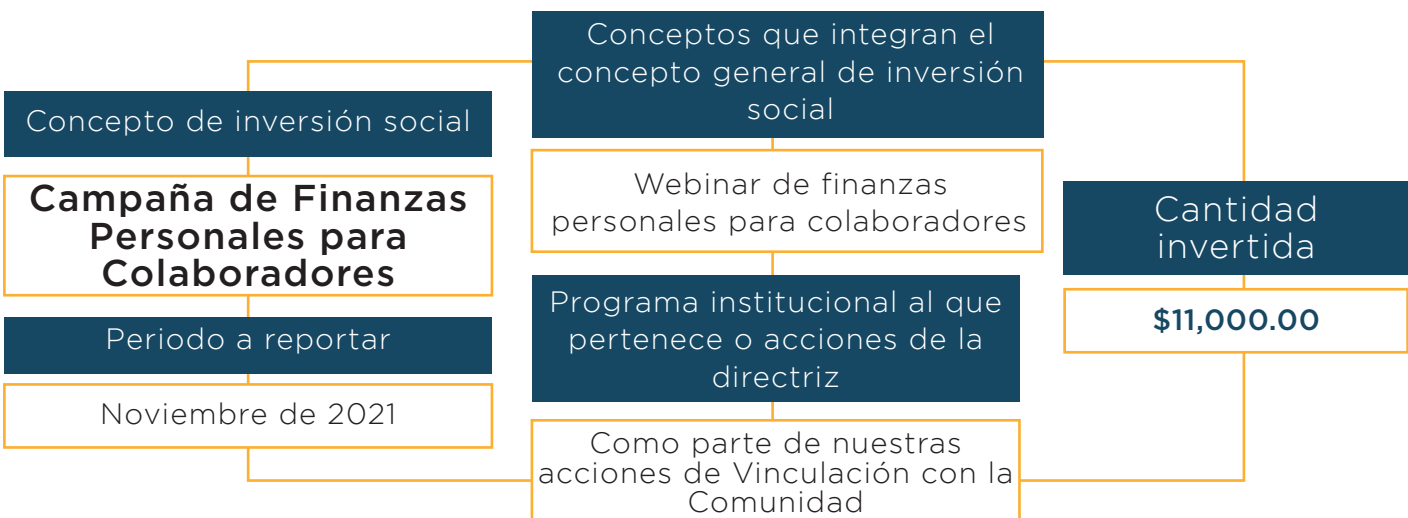 Concepto de inversión social
Campaña de Finanzas
Personales para
Colaboradores
Periodo a reportar
Noviembre de 2021
Conceptos que integran el
concepto general de inversión
social
Webinar de finanzas
personales para colaboradores
Programa institucional al que
pertenece o acciones de la
directriz
Como parte de nuestras
acciones de Vinculación con la
Comunidad
Cantidad
invertida
$11,000.00